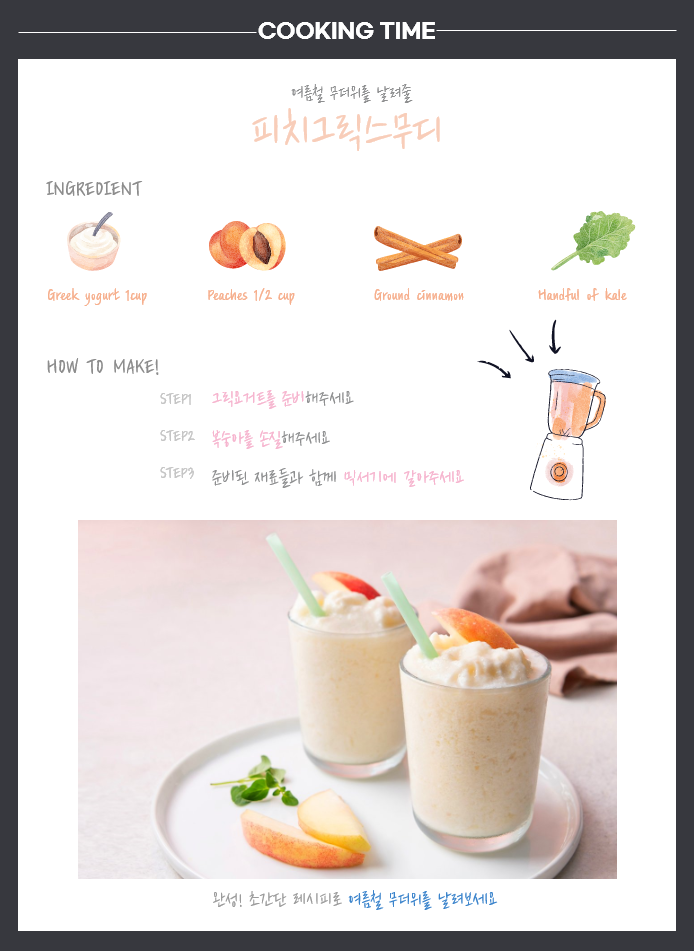 COOKING TIME
여름철 무더위를 날려줄
피치그릭스무디
INGREDIENT
Greek yogurt 1cup
Peaches 1/2 cup
Ground cinnamon
Handful of kale
HOW TO MAKE!
STEP1 그릭요거트를 준비해주세요
STEP2 복숭아를 손질해주세요
STEP3 준비된 재료들과 함께 믹서기에 갈아주세요
완성! 초간단 레시피로 여름철 무더위를 날려보세요